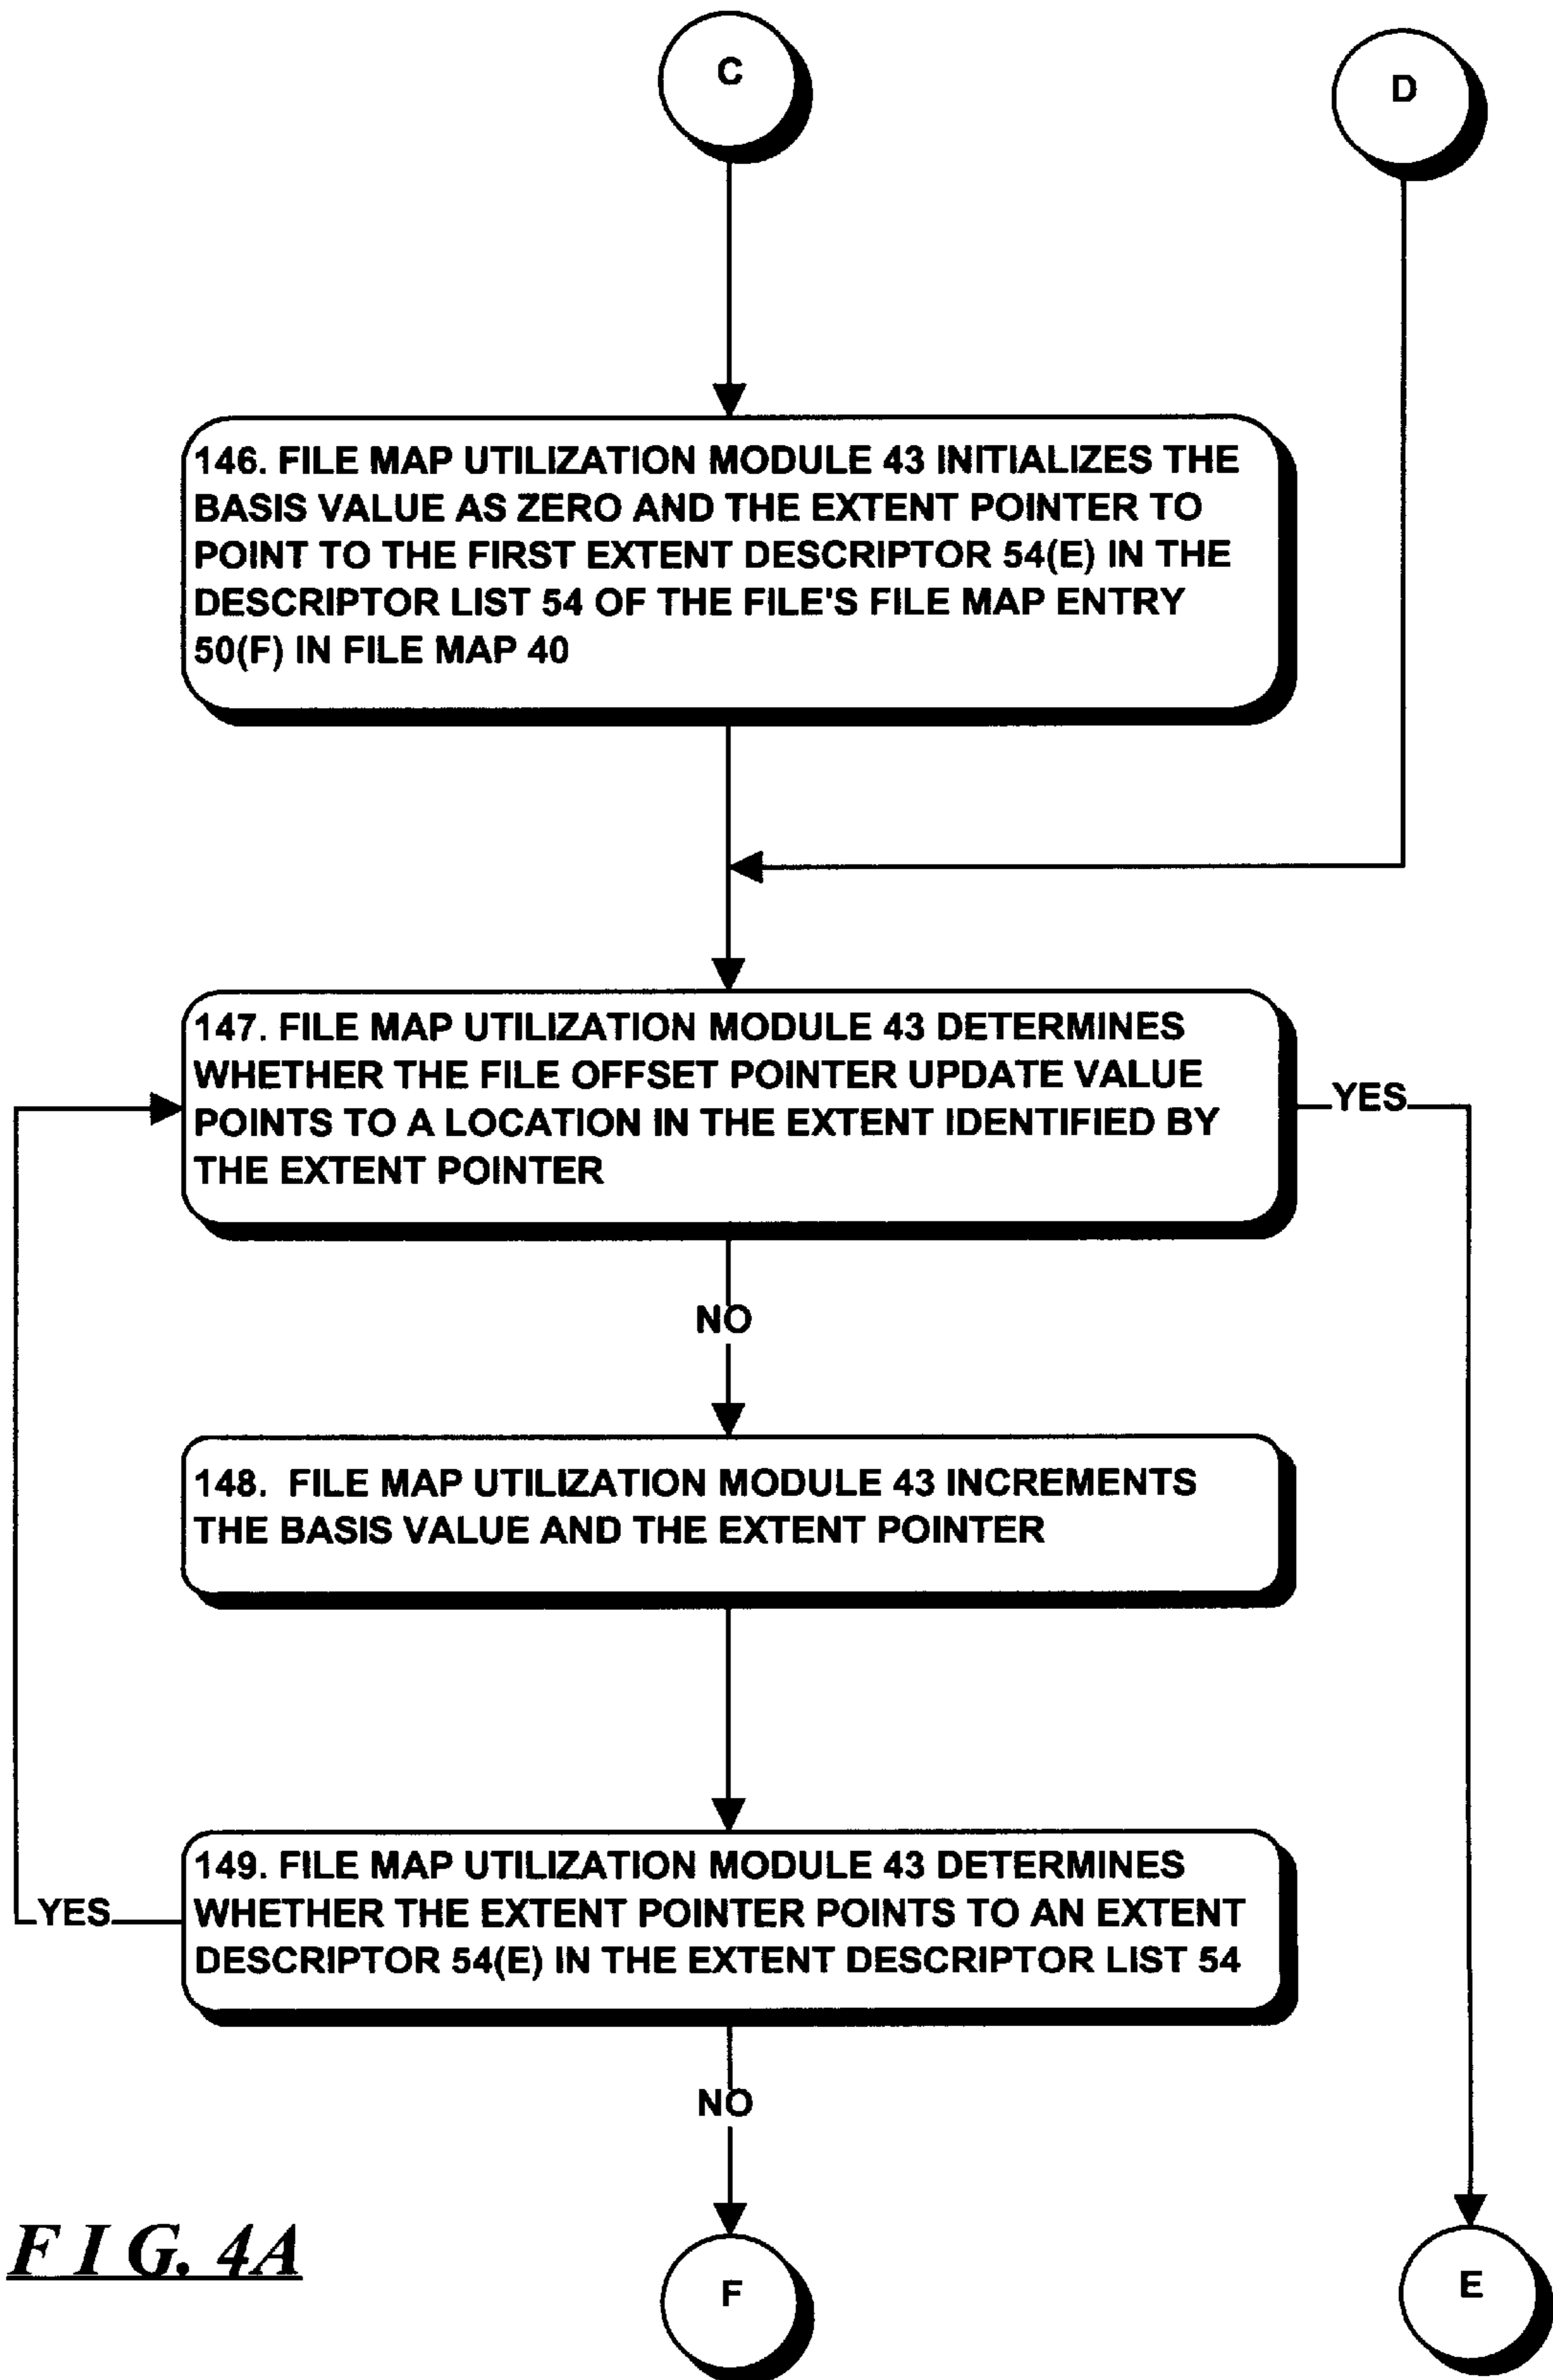 C
D
146. FILE MAP UTILIZATION MODULE 43 INITIALIZES THE
BASIS VALUE AS ZERO AND THE EXTENT POINTER TO
POINT TO THE FIRST EXTENT DESCRIPTOR 54(E) IN THE
DESCRIPTOR LIST 54 OF THE FILE'S FILE MAP ENTRY
50(F) IN FILE MAP 40
147. FILE MAP UTILIZATION MODULE 43 DETERMINES
WHETHER THE FILE OFFSET POINTER UPDATE VALUE
POINTS TO A LOCATION IN THE EXTENT IDENTIFIED BY
THE EXTENT POINTER
YES
NO
148. FILE MAP UTILIZATION MODULE 43 INCREMENTS
THE BASIS VALUE AND THE EXTENT POINTER
149. FILE MAP UTILIZATION MODULE 43 DETERMINES
WHETHER THE EXTENT POINTER POINTS TO AN EXTENT
DESCRIPTOR 54(E) IN THE EXTENT DESCRIPTOR LIST 54
YES
NO
F
E
FIG. 4A